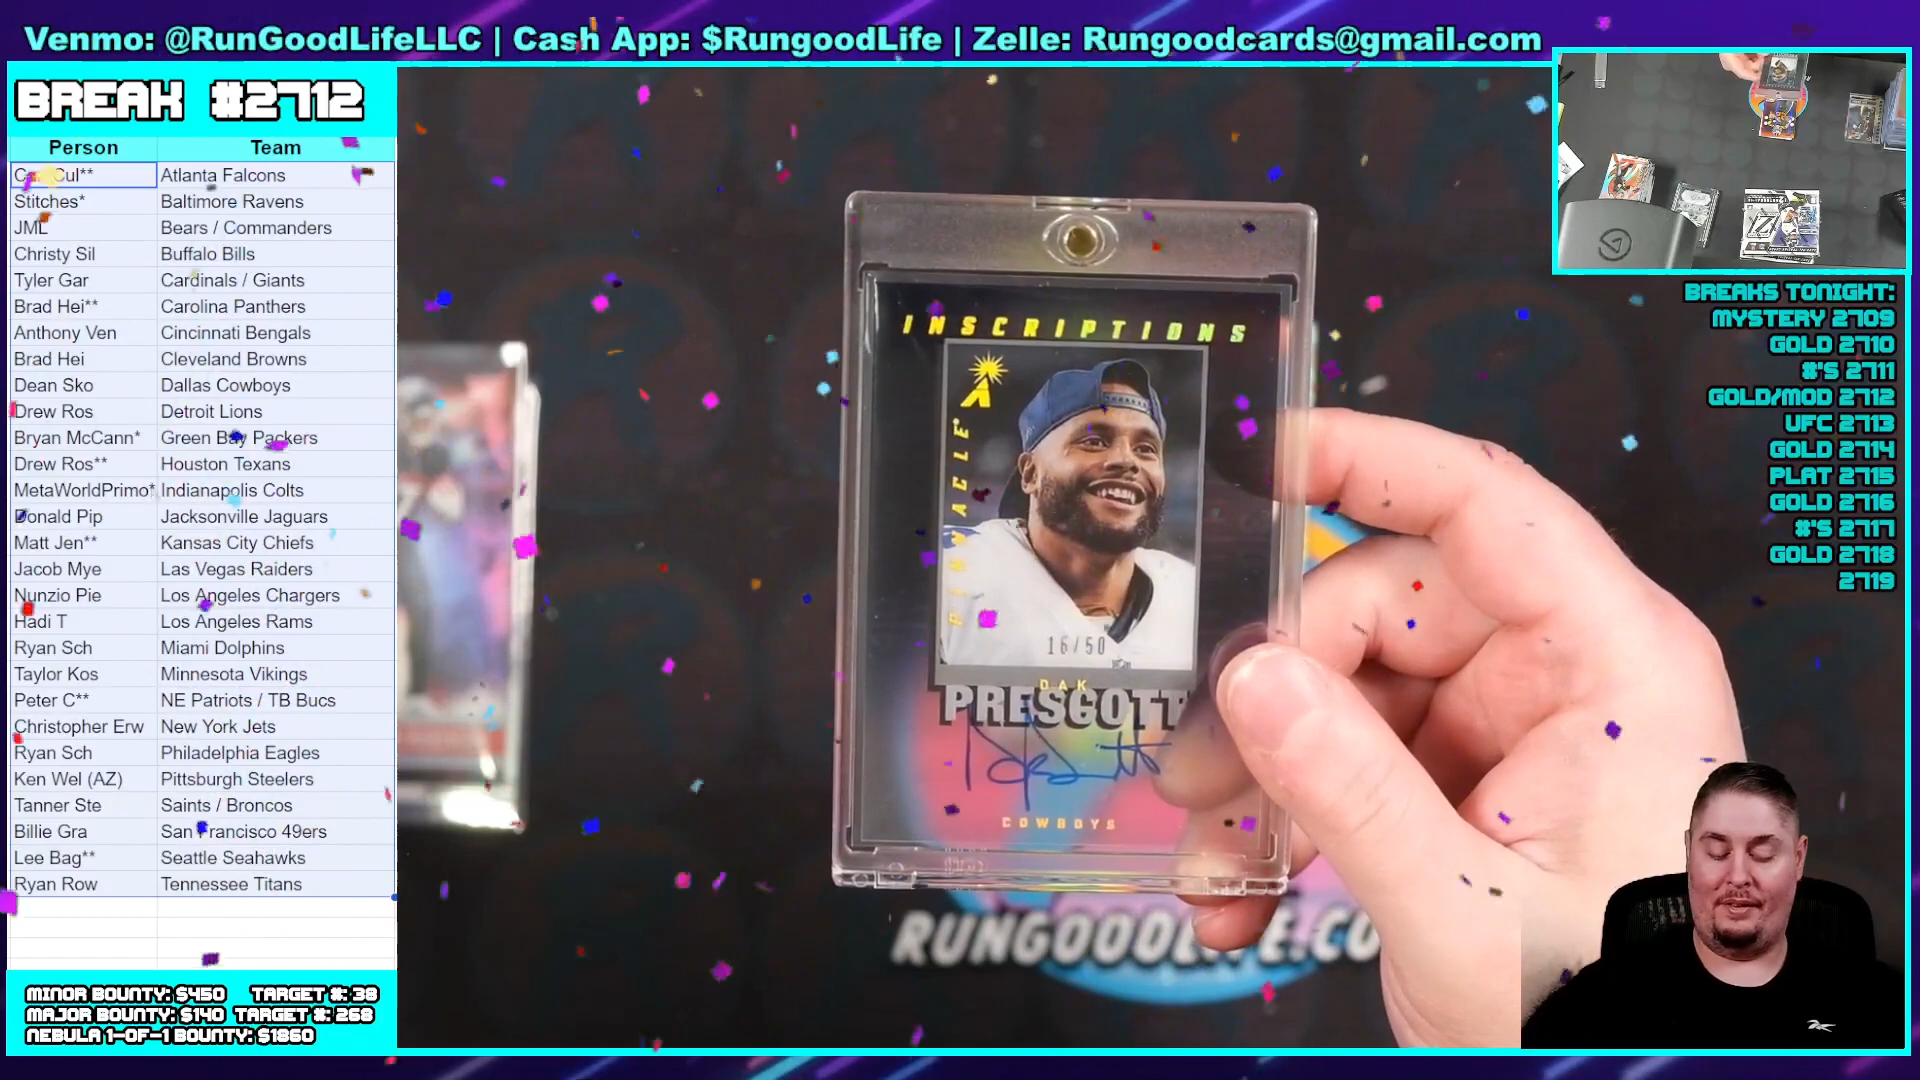 Venmo: @RunGoodLifeLLC | Cash App: $RungoodLife | Zelle: Rungoodcards@gmail.com
BREAK #2712
Person Team
Atlanta Falcons
Stitches* Baltimore Ravens
JML Bears / Commanders
Christy Sil Buffalo Bills
Tyler Gar Cardinals / Giants
Brad Hei** Carolina Panthers
Anthony Ven Cincinnati Bengals
Brad Hei Cleveland Browns
Dean Sko Dallas Cowboys
Drew Ros Detroit Lions
Bryan McCann* Green Bay Packers
Drew Ros** Houston Texans
MetaWorldPrimo* Indianapolis Colts
Donald Pip Jacksonville Jaguars
Matt Jen** Kansas City Chiefs
Jacob Mye Las Vegas Raiders
Nunzio Pie Los Angeles Chargers
Hadi T Los Angeles Rams
Ryan Sch Miami Dolphins
Taylor Kos Minnesota Vikings
Peter C** NE Patriots / TB Bucs
Christopher Erw New York Jets
Ryan Sch Philadelphia Eagles
Ken Wel (AZ) Pittsburgh Steelers
Tanner Ste Saints / Broncos
Billie Gra San Francisco 49ers
Lee Bag** Seattle Seahawks
Ryan Row Tennessee Titans
MINOR BOUNTY: $450 TARGET #: 38
MAJOR BOUNTY: $140 TARGET #: 268
NEBULA 1-OF-1 BOUNTY: $1860
INSCRIPTIONS
PINNACLE
16/50
DAK
PRESCOTT
COWBOYS
RUNGOODLIFE.CO
BREAKS TONIGHT:
MYSTERY 2709
GOLD 2710
#'S 2711
GOLD/MOD 2712
UFC 2713
GOLD 2714
PLAT 2715
GOLD 2716
#'S 2717
GOLD 2718
2719